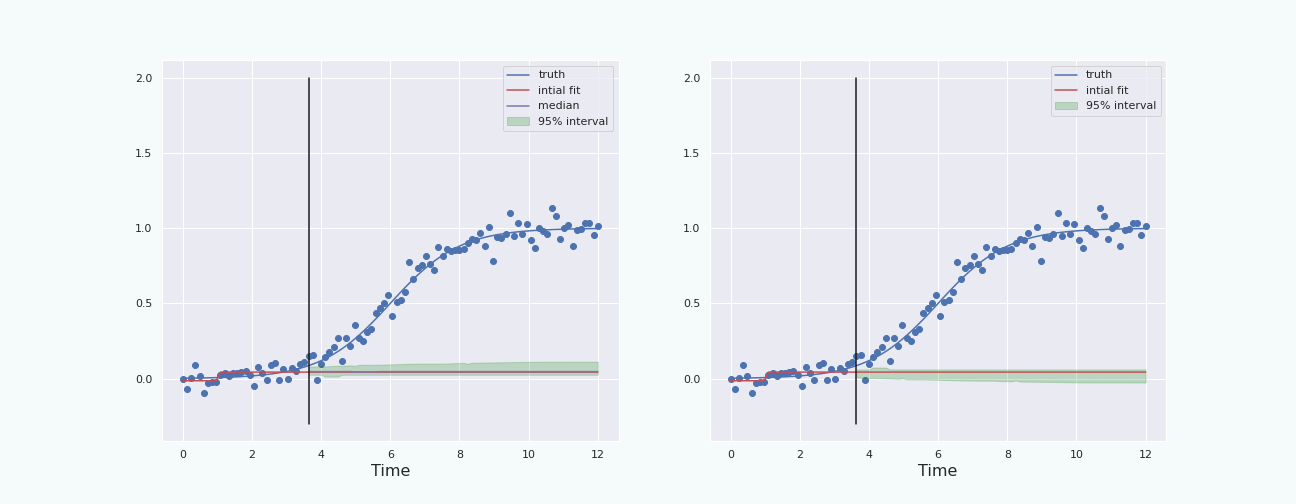 2.0
1.5
1.0
0.5
0.0
0 2 4 6 8 10 12
Time
truth
intial fit
median
95% interval
2.0
1.5
1.0
0.5
0.0
0 2 4 6 8 10 12
Time
truth
intial fit
95% interval